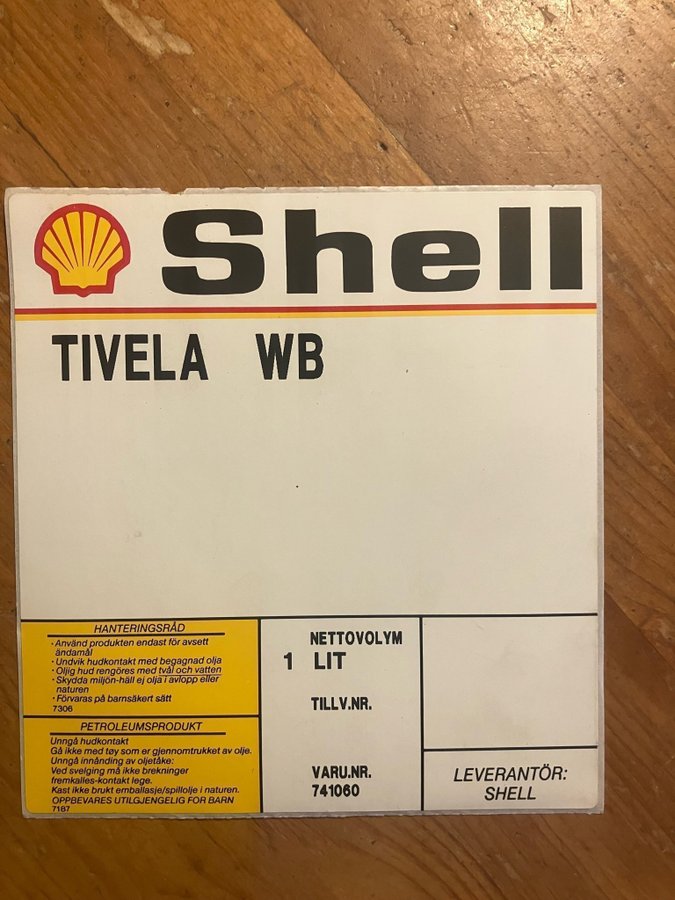 Shell
TIVELA WB
HANTERINGSRÅD
· Använd produkten endast för avsett
ändamål
· Undvik hudkontakt med begagnad olja
· Oljig hud rengöres med tvål och vatten
· Skydda miljön-häll ej olja i avlopp eller
naturen
· Förvaras på barnsäkert sätt
7306
PETROLEUMSPRODUKT
Unngå hudkontakt
Gå ikke med tøy som er gjennomtrukket av olje.
Unngå innånding av oljetåke:
Ved svelging må ikke brekninger
fremkalles-kontakt lege.
Kast ikke brukt emballasje/spillolje i naturen.
OPPBEVARES UTILGJENGELIG FOR BARN
7167
NETTOVOLYM
1 LIT
TILLV.NR.
VARU.NR.
741060
LEVERANTÖR:
SHELL